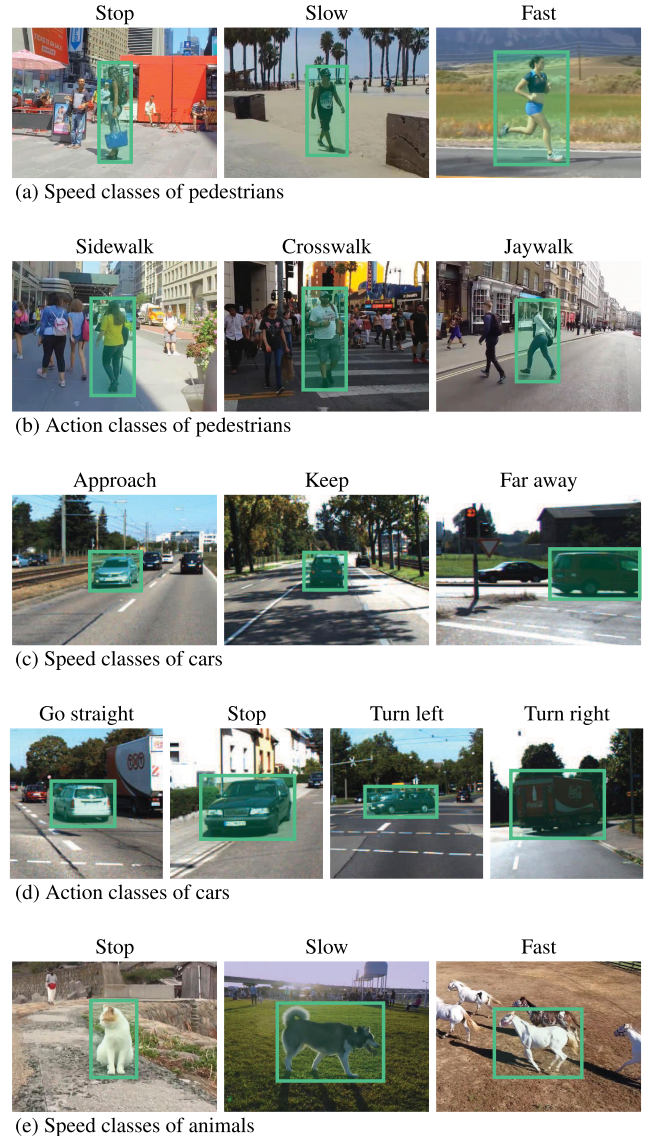 Stop Slow Fast
(a) Speed classes of pedestrians
Sidewalk Crosswalk Jaywalk
(b) Action classes of pedestrians
Approach Keep Far away
(c) Speed classes of cars
Go straight Stop Turn left Turn right
(d) Action classes of cars
Stop Slow Fast
(e) Speed classes of animals